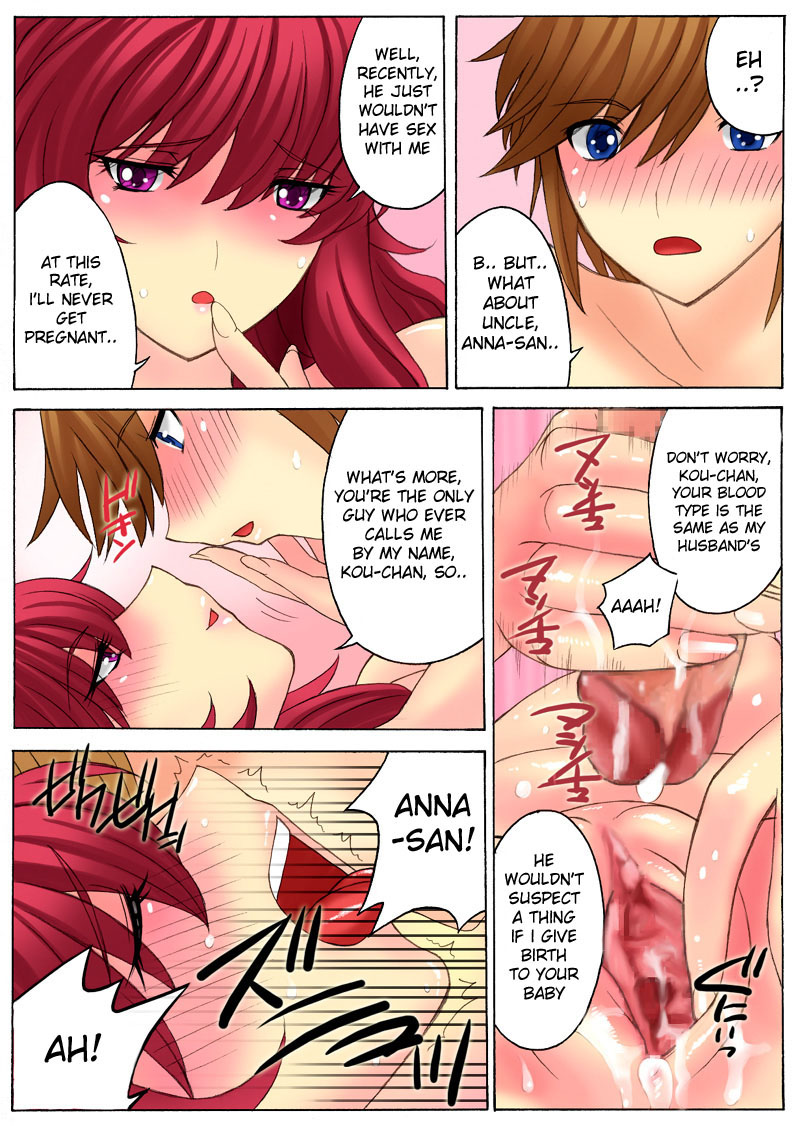 EH
..?
B.. BUT..
WHAT
ABOUT
UNCLE,
ANNA-SAN..
WELL,
RECENTLY,
HE JUST
WOULDN'T
HAVE SEX
WITH ME
AT THIS
RATE,
I'LL NEVER
GET
PREGNANT..
DON'T WORRY,
KOU-CHAN,
YOUR BLOOD
TYPE IS THE
SAME AS MY
HUSBAND'S
AAAH!
HE
WOULDN'T
SUSPECT
A THING
IF I GIVE
BIRTH
TO YOUR
BABY
WHAT'S MORE,
YOU'RE THE ONLY
GUY WHO EVER
CALLS ME
BY MY NAME,
KOU-CHAN, SO..
ドキン
ANNA
-SAN!
AH!